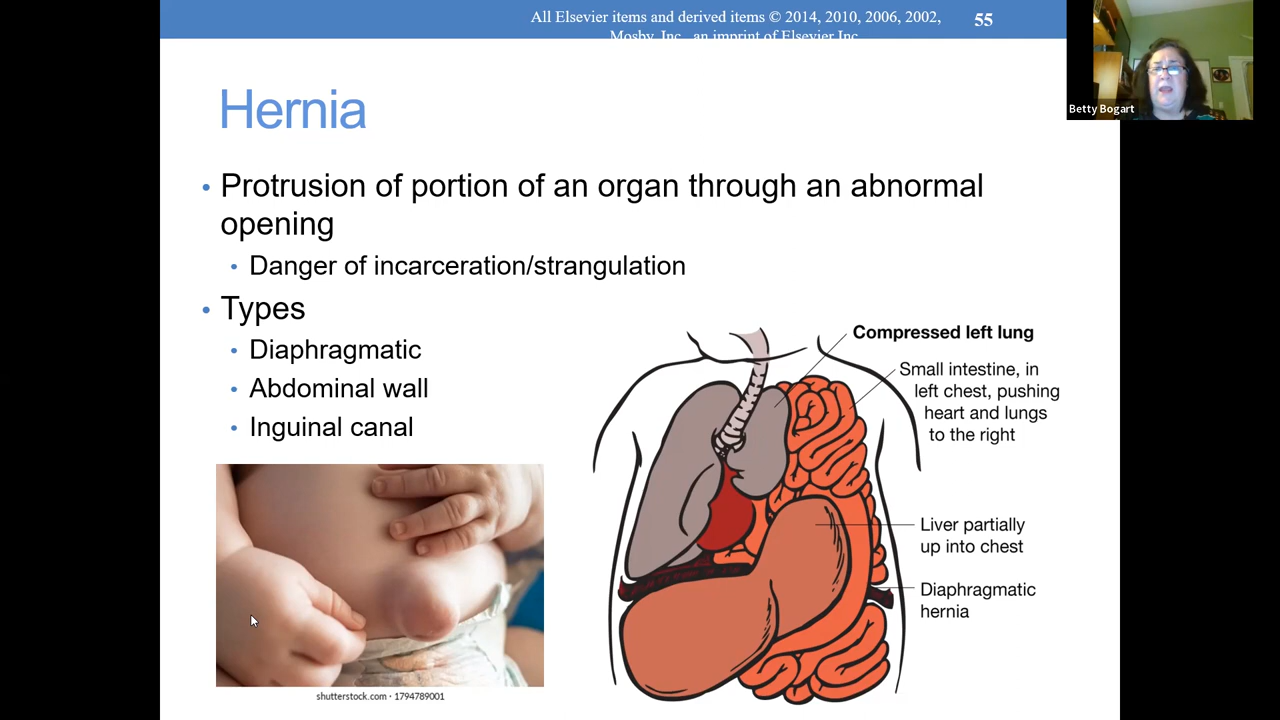 All Elsevier items and derived items © 2014, 2010, 2006, 2002,
Mosby, Inc., an imprint of Elsevier Inc.
55
Betty Bogart
Hernia
• Protrusion of portion of an organ through an abnormal
opening
• Danger of incarceration/strangulation
• Types
• Diaphragmatic
• Abdominal wall
• Inguinal canal
Compressed left lung
Small intestine, in
left chest, pushing
heart and lungs
to the right
Liver partially
up into chest
Diaphragmatic
hernia
shutterstock.com · 1794789001